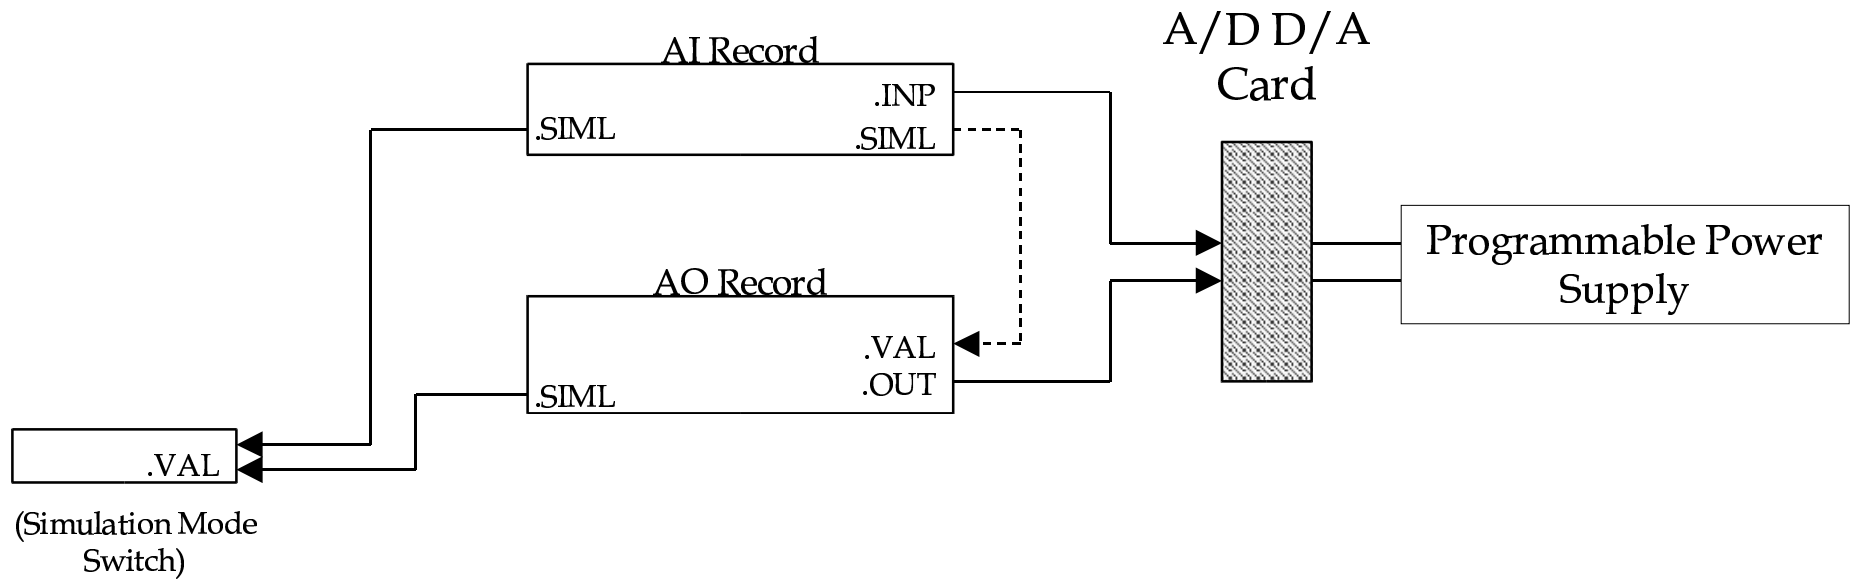 A/D D/A
Card
AI Record
.INP
.SIML
.SIML
AO Record
.VAL
.OUT
.SIML
Programmable Power
Supply
.VAL
(Simulation Mode
Switch)